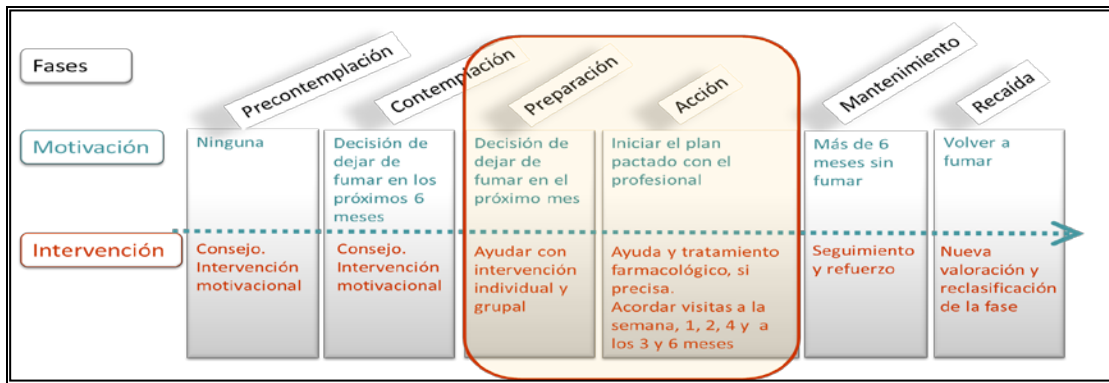 Fases
Precontemplación
Contemplación
Preparación
Acción
Mantenimiento
Recaída
Motivación
Ninguna
Decisión de
dejar de
fumar en los
próximos 6
meses
Decisión de
dejar de
fumar en el
próximo mes
Iniciar el plan
pactado con el
profesional
Más de 6
meses sin
fumar
Volver a
fumar
Intervención
Consejo.
Intervención
motivacional
Consejo.
Intervención
motivacional
Ayudar con
intervención
individual y
grupal
Ayuda y tratamiento
farmacológico, si
precisa.
Acordar visitas a la
semana, 1, 2, 4 y a
los 3 y 6 meses
Seguimiento
y refuerzo
Nueva
valoración y
reclasificación
de la fase